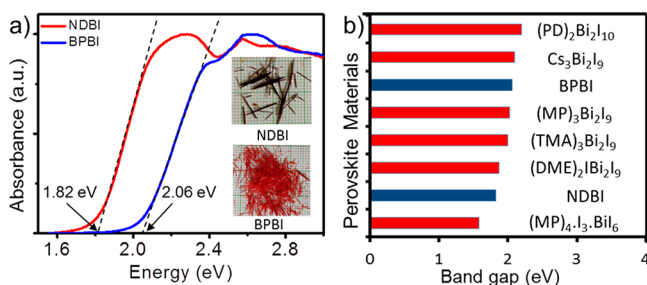 a)
NDBI
BPBI
Absorbance (a.u.)
NDBI
1.82 eV
2.06 eV
BPBI
1.6 2.0 2.4 2.8
Energy (eV)
b)
Perovskite Materials
(PD)₂Bi₂I₁₀
Cs₃Bi₂I₉
BPBI
(MP)₃Bi₂I₉
(TMA)₃Bi₂I₉
(DME)₂IBi₂I₉
NDBI
(MP)₄.I₃.BiI₆
0 1 2 3 4
Band gap (eV)